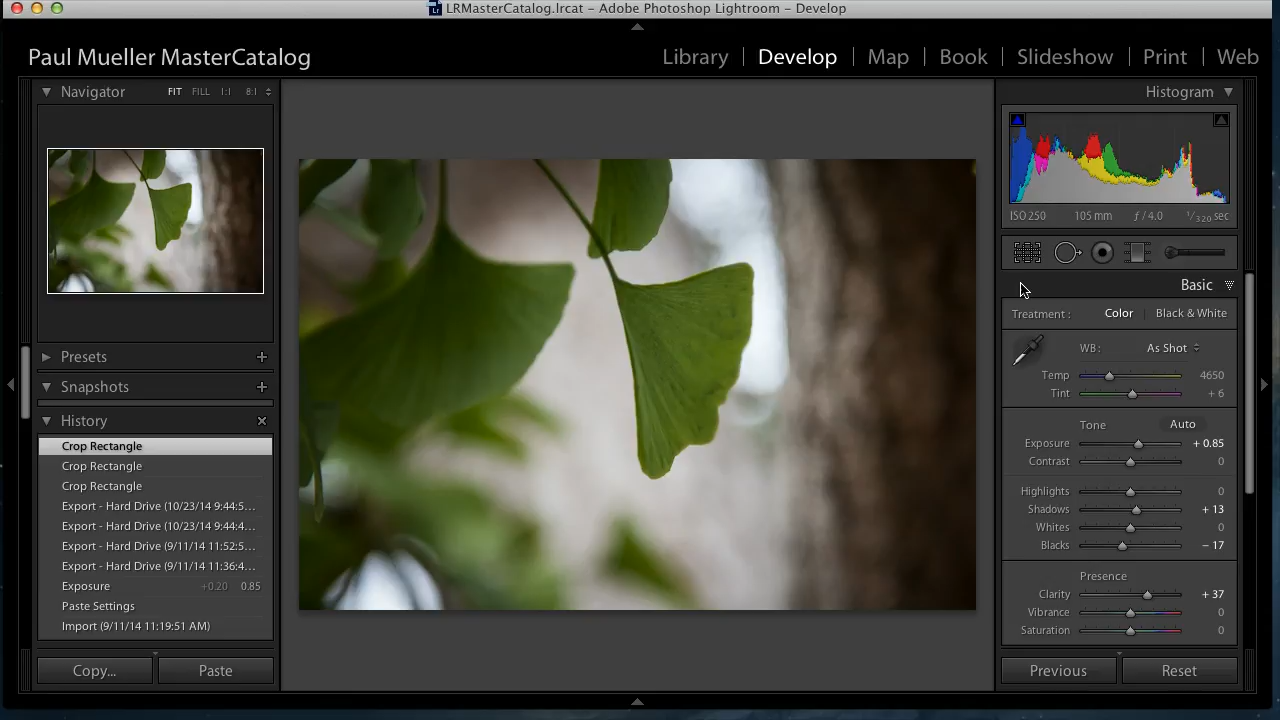 LRMasterCatalog.lrcat – Adobe Photoshop Lightroom – Develop
Paul Mueller MasterCatalog
Library | Develop | Map | Book | Slideshow | Print | Web
Navigator FIT FILL 1:1 8:1
Presets +
Snapshots +
History ×
Crop Rectangle
Crop Rectangle
Crop Rectangle
Export - Hard Drive (10/23/14 9:44:5...
Export - Hard Drive (10/23/14 9:44:4...
Export - Hard Drive (9/11/14 11:52:5...
Export - Hard Drive (9/11/14 11:36:4...
Exposure +0.20 0.85
Paste Settings
Import (9/11/14 11:19:51 AM)
Copy... Paste
Histogram
ISO 250 105 mm ƒ / 4.0 1/320 sec
Basic
Treatment : Color | Black & White
WB : As Shot
Temp 4650
Tint + 6
Tone Auto
Exposure + 0.85
Contrast 0
Highlights 0
Shadows + 13
Whites 0
Blacks – 17
Presence
Clarity + 37
Vibrance 0
Saturation 0
Previous Reset